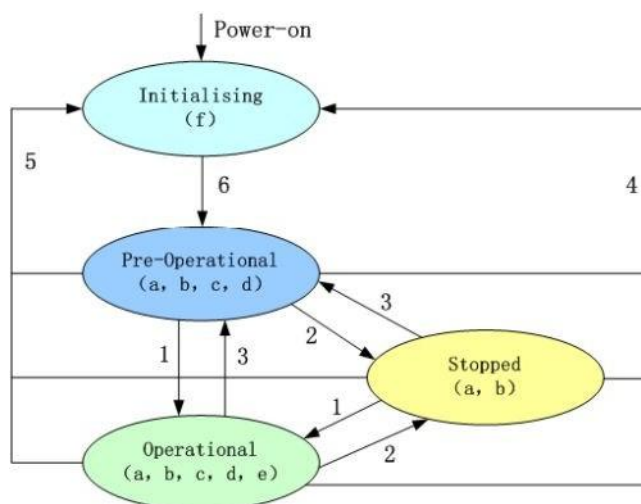 Power-on
Initialising
(f)
5
6
4
Pre-Operational
(a, b, c, d)
3
1
3
2
Stopped
(a, b)
1
Operational
(a, b, c, d, e)
2